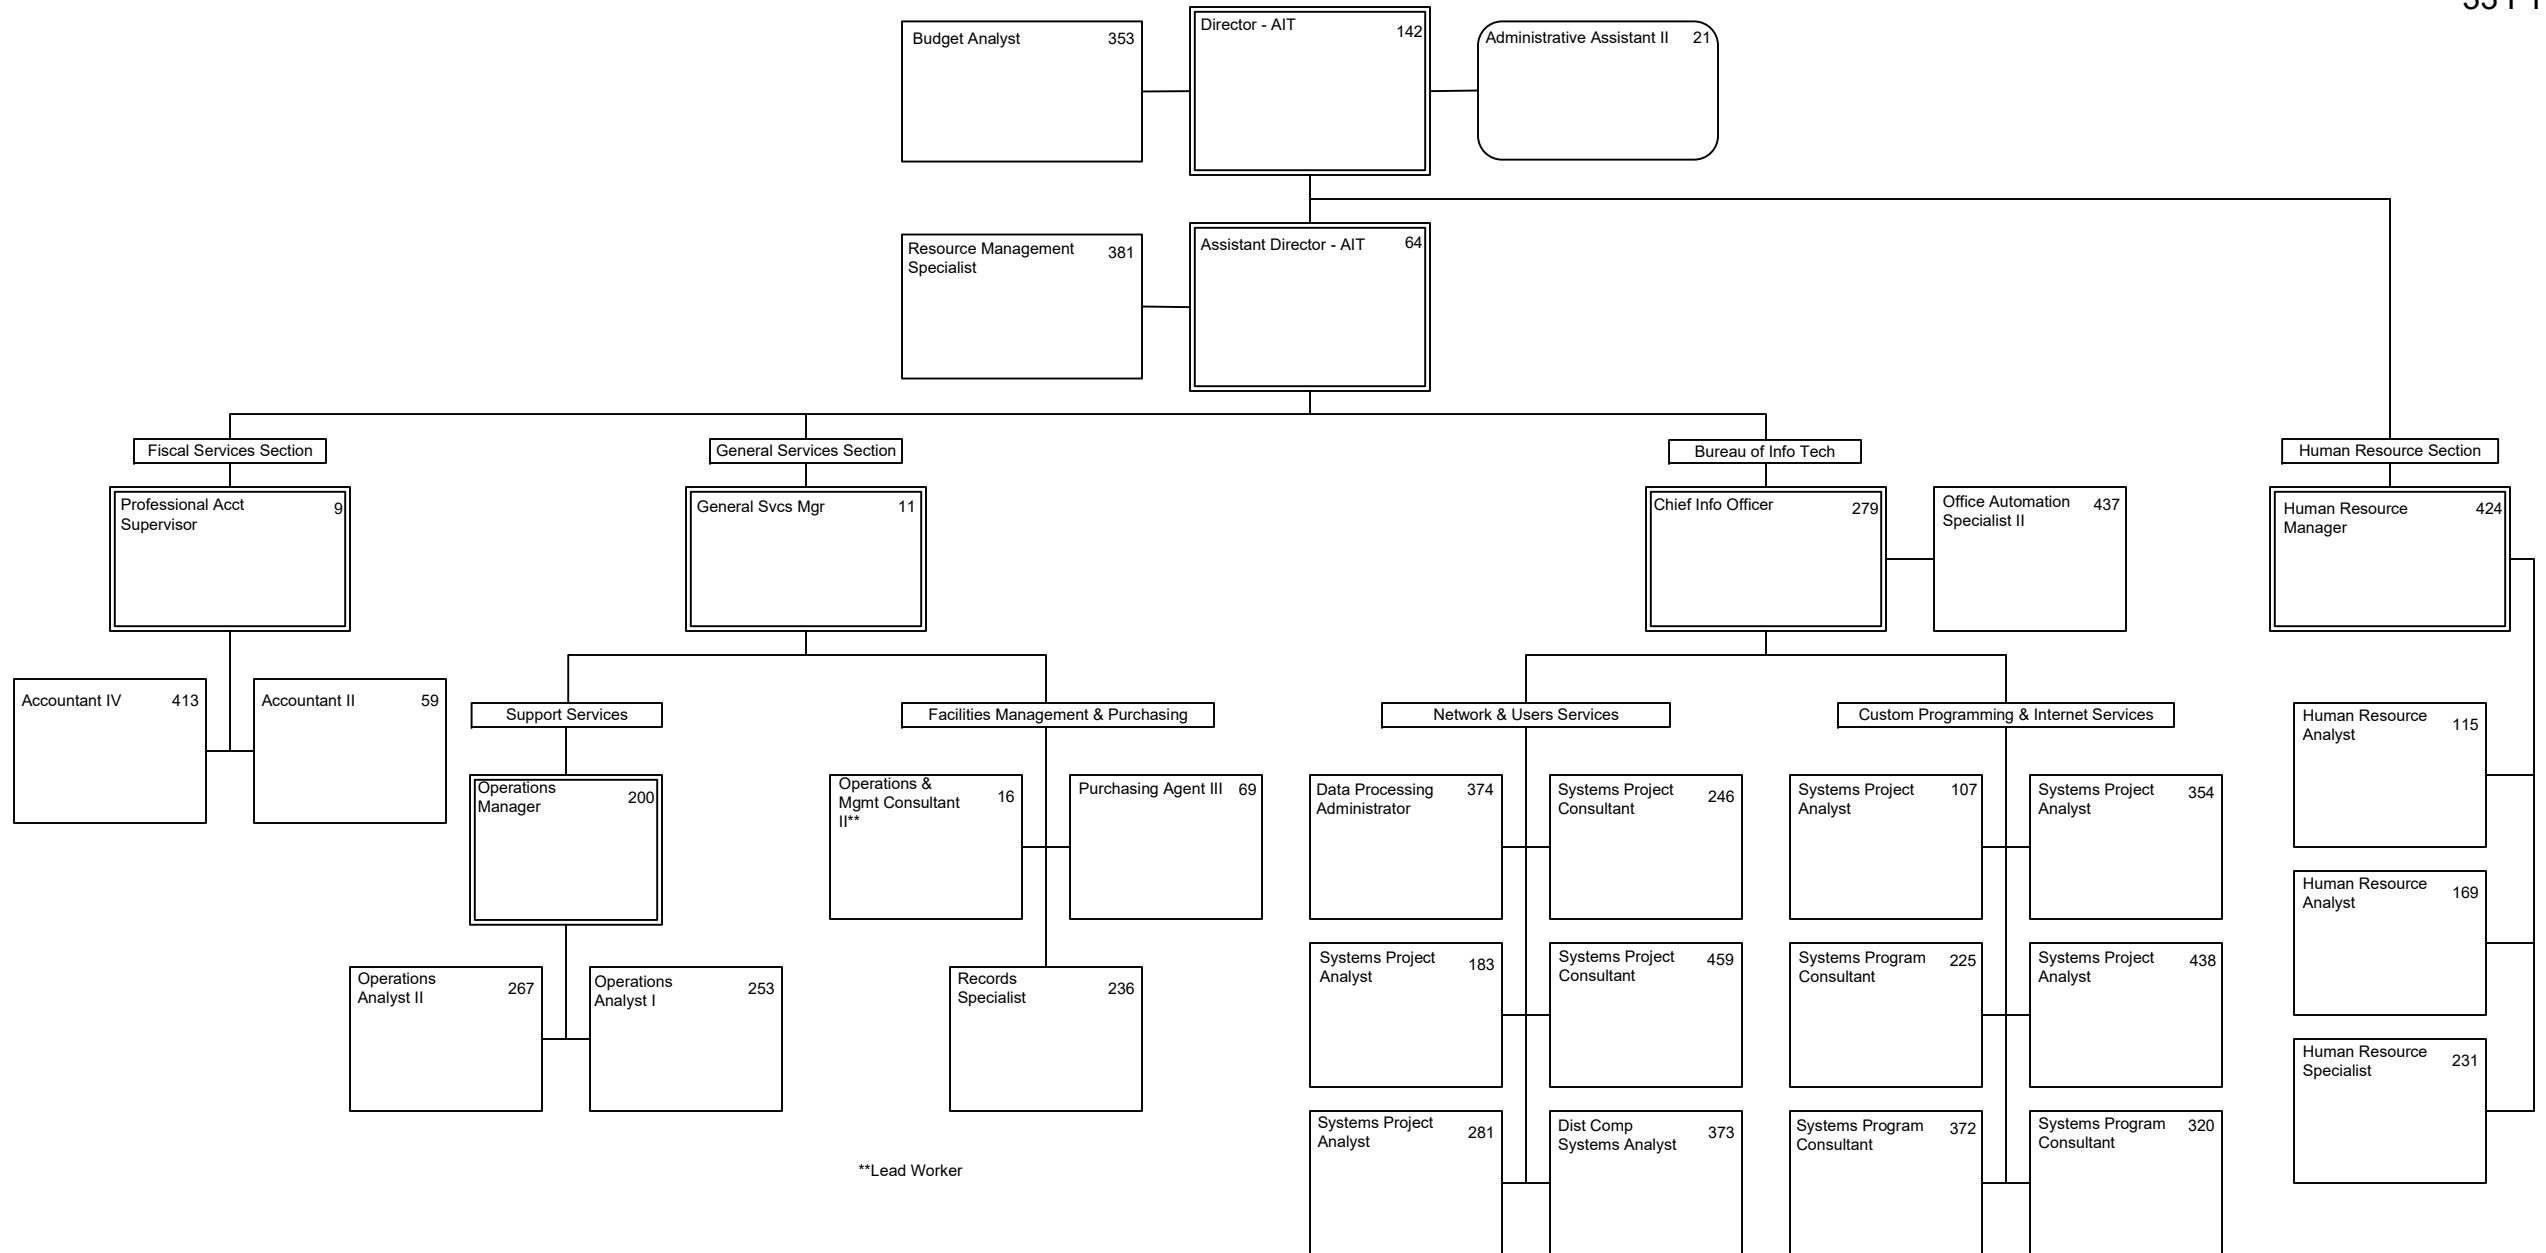 Budget Analyst 353
Director - AIT 142
Administrative Assistant II 21
Resource Management 381
Specialist
Assistant Director - AIT 64
Fiscal Services Section
General Services Section
Bureau of Info Tech
Human Resource Section
Professional Acct 9
Supervisor
General Svcs Mgr 11
Chief Info Officer 279
Office Automation 437
Specialist II
Human Resource 424
Manager
Accountant IV 413
Accountant II 59
Support Services
Facilities Management & Purchasing
Network & Users Services
Custom Programming & Internet Services
Human Resource 115
Analyst
Operations 200
Manager
Operations & 16
Mgmt Consultant
II**
Purchasing Agent III 69
Data Processing 374
Administrator
Systems Project 246
Consultant
Systems Project 107
Analyst
Systems Project 354
Analyst
Human Resource 169
Analyst
Operations 267
Analyst II
Operations 253
Analyst I
Records 236
Specialist
Systems Project 183
Analyst
Systems Project 459
Consultant
Systems Program 225
Consultant
Systems Project 438
Analyst
Human Resource 231
Specialist
Systems Project 281
Analyst
Dist Comp 373
Systems Analyst
Systems Program 372
Consultant
Systems Program 320
Consultant
**Lead Worker